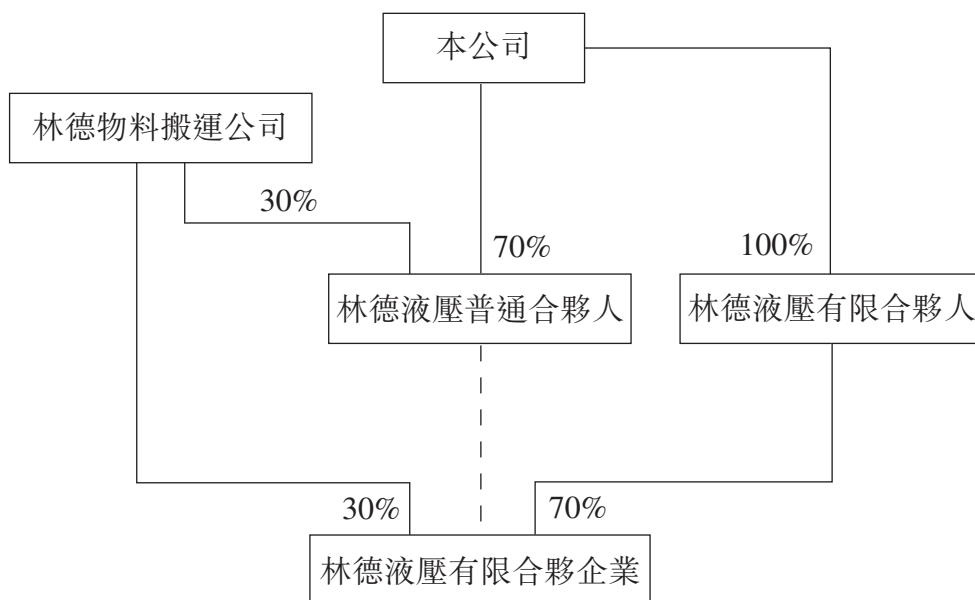 本公司
林德物料搬運公司
30%
70%
100%
林德液壓普通合夥人
林德液壓有限合夥人
30%
70%
林德液壓有限合夥企業